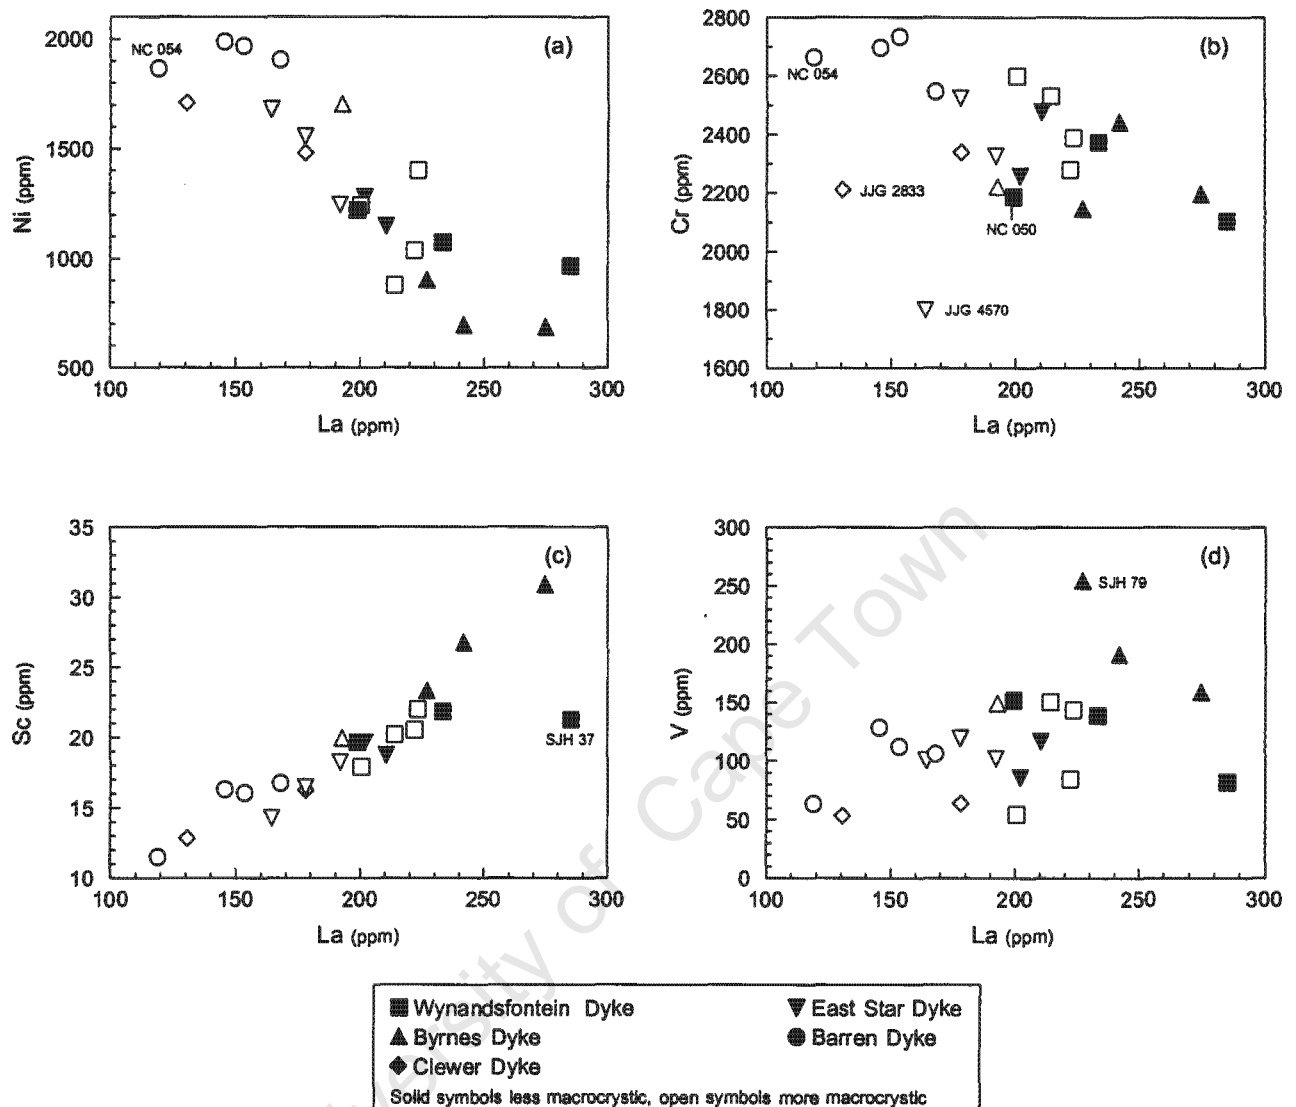 (a)
2000
1500
1000
500
Ni (ppm)
NC 054
100 150 200 250 300
La (ppm)
(b)
2800
2600
2400
2200
2000
1800
1600
Cr (ppm)
NC 054
JJG 2833
NC 050
JJG 4570
100 150 200 250 300
La (ppm)
(c)
35
30
25
20
15
10
Sc (ppm)
SJH 37
100 150 200 250 300
La (ppm)
(d)
300
250
200
150
100
50
0
V (ppm)
SJH 79
100 150 200 250 300
La (ppm)
Wynandsfontein Dyke
East Star Dyke
Byrnes Dyke
Barren Dyke
Clewer Dyke
Solid symbols less macrocrystic, open symbols more macrocrystic
iversity of Cape Town